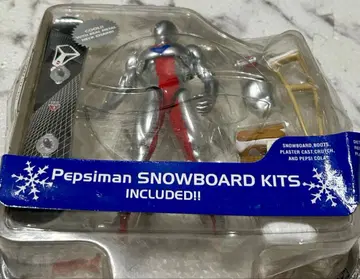 SNOWBOARD, BOOTS,
PLASTER CAST, CRUTCH,
AND PEPSI COLA!
Pepsiman SNOWBOARD KITS
INCLUDED!!